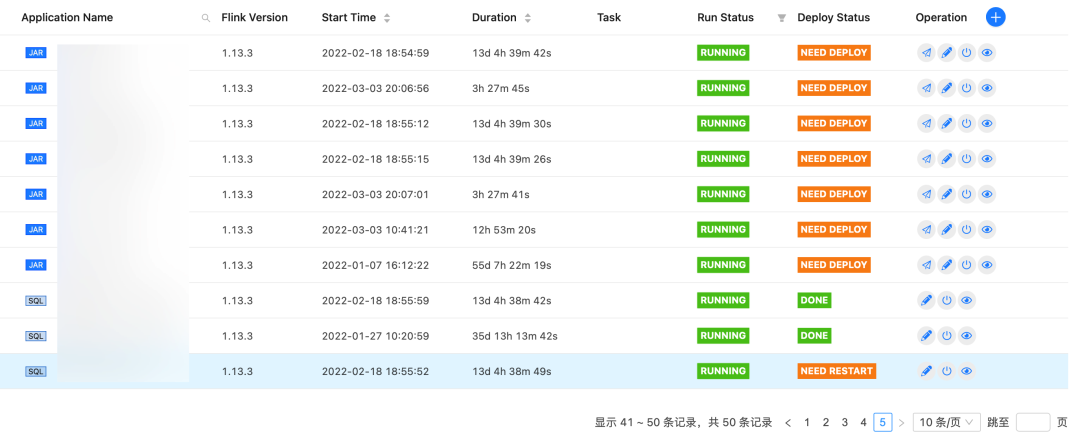 Application Name Flink Version Start Time Duration Task Run Status Deploy Status Operation
JAR 1.13.3 2022-02-18 18:54:59 13d 4h 39m 42s RUNNING NEED DEPLOY
JAR 1.13.3 2022-03-03 20:06:56 3h 27m 45s RUNNING NEED DEPLOY
JAR 1.13.3 2022-02-18 18:55:12 13d 4h 39m 30s RUNNING NEED DEPLOY
JAR 1.13.3 2022-02-18 18:55:15 13d 4h 39m 26s RUNNING NEED DEPLOY
JAR 1.13.3 2022-03-03 20:07:01 3h 27m 41s RUNNING NEED DEPLOY
JAR 1.13.3 2022-03-03 10:41:21 12h 53m 20s RUNNING NEED DEPLOY
JAR 1.13.3 2022-01-07 16:12:22 55d 7h 22m 19s RUNNING NEED DEPLOY
SQL 1.13.3 2022-02-18 18:55:59 13d 4h 38m 42s RUNNING DONE
SQL 1.13.3 2022-01-27 10:20:59 35d 13h 13m 42s RUNNING DONE
SQL 1.13.3 2022-02-18 18:55:52 13d 4h 38m 49s RUNNING NEED RESTART
显示 41 ~ 50 条记录，共 50 条记录 < 1 2 3 4 5 > 10 条/页 跳至 页